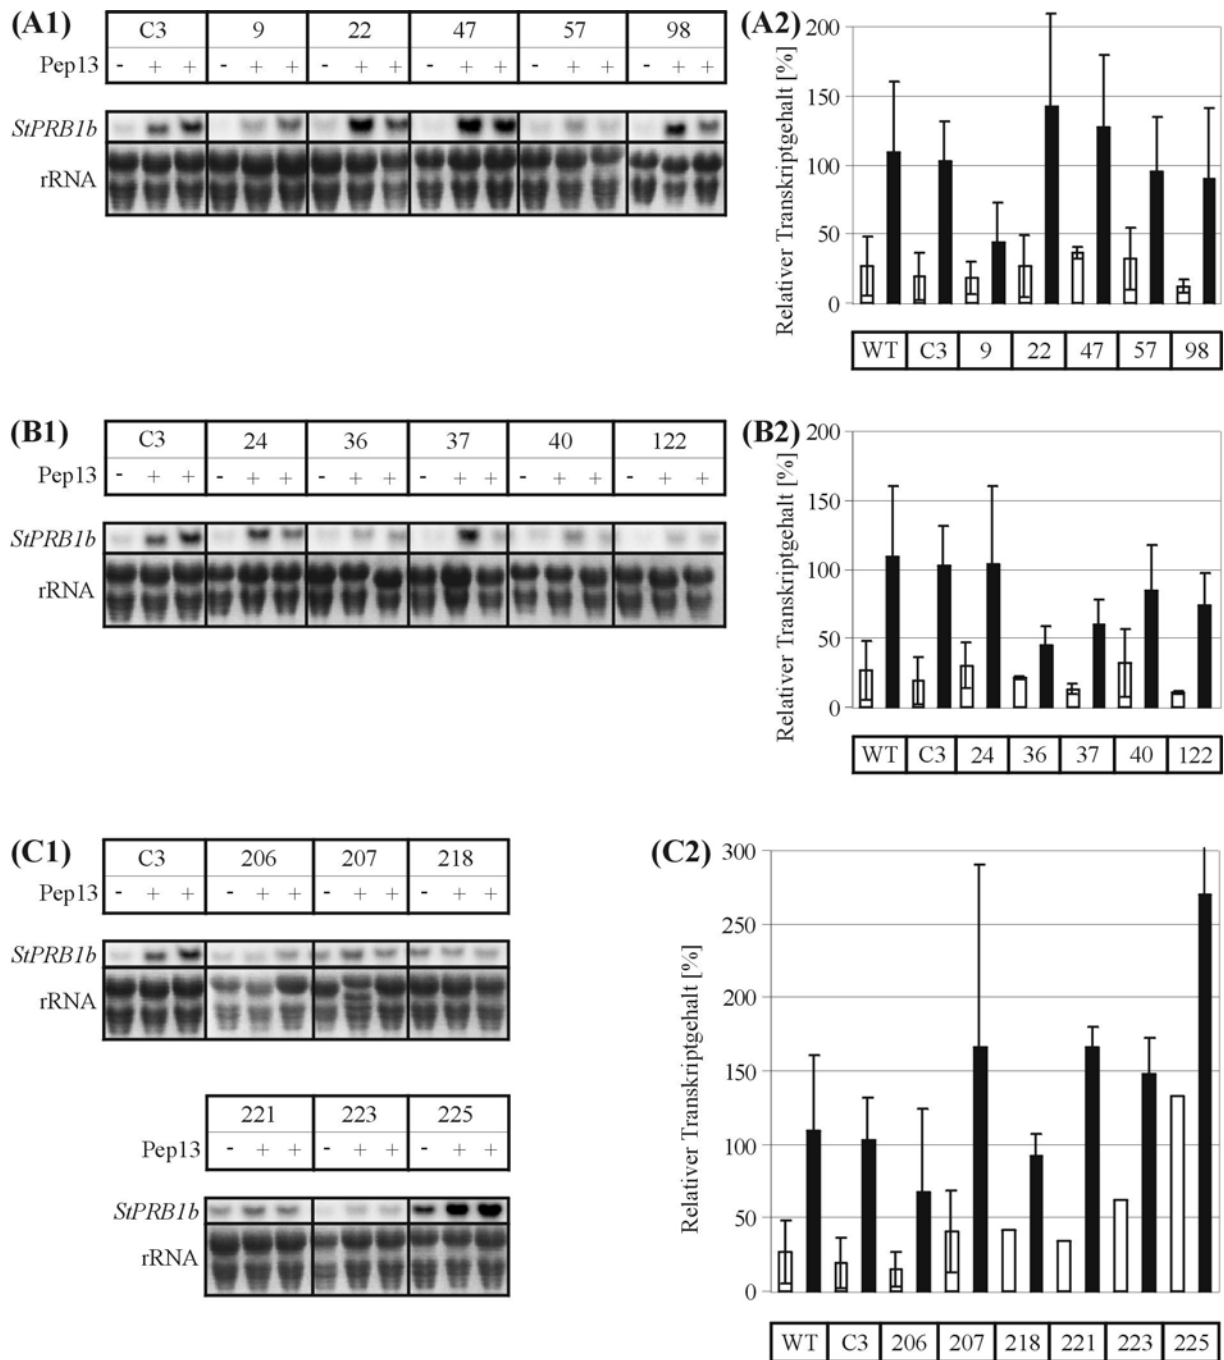 (A1)
C3 9 22 47 57 98
Pep13 - + + - + + - + + - + + - + + - + +
StPRB1b
rRNA
(A2)
Relativer Transkriptgehalt [%]
200
150
100
50
0
WT C3 9 22 47 57 98
(B1)
C3 24 36 37 40 122
Pep13 - + + - + + - + + - + + - + + - + +
StPRB1b
rRNA
(B2)
Relativer Transkriptgehalt [%]
200
150
100
50
0
WT C3 24 36 37 40 122
(C1)
C3 206 207 218
Pep13 - + + - + + - + + - + +
StPRB1b
rRNA
221 223 225
Pep13 - + + - + + - + +
StPRB1b
rRNA
(C2)
Relativer Transkriptgehalt [%]
300
250
200
150
100
50
0
WT C3 206 207 218 221 223 225